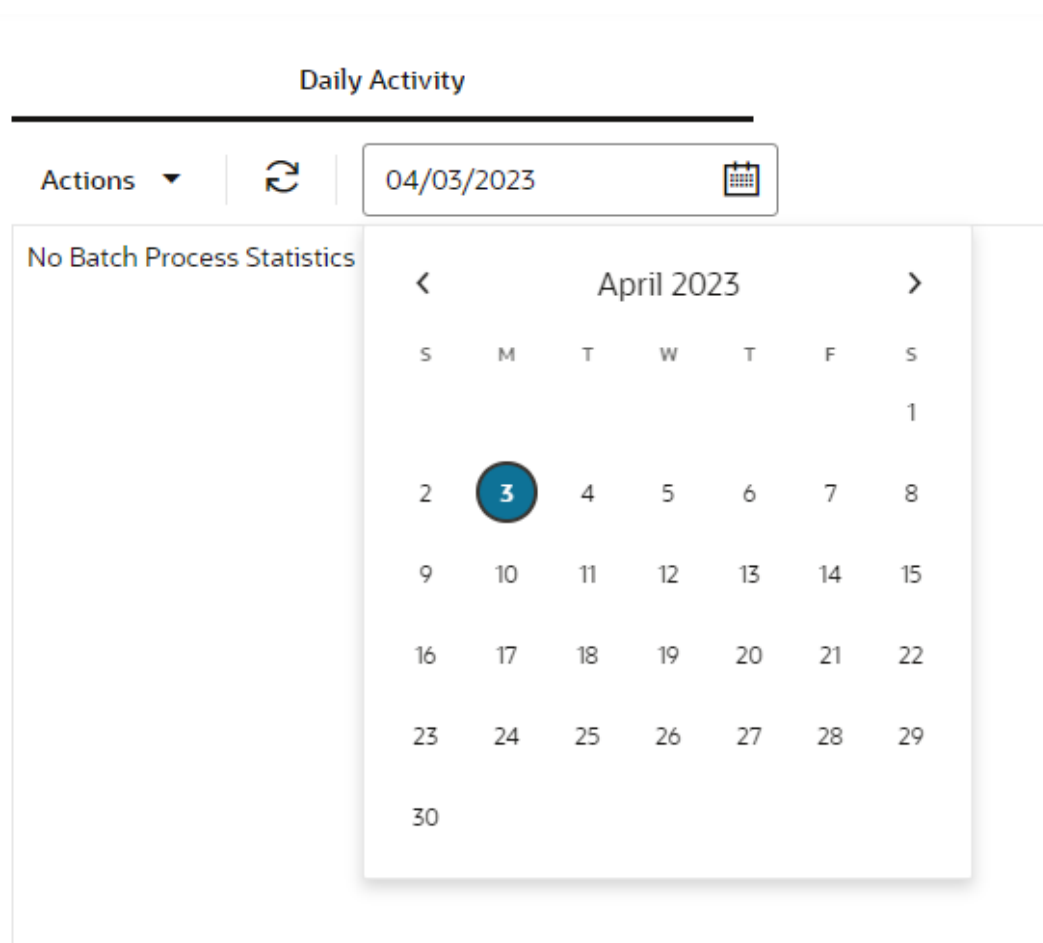 Daily Activity
Actions
04/03/2023
No Batch Process Statistics
April 2023
S M T W T F S
1
2 3 4 5 6 7 8
9 10 11 12 13 14 15
16 17 18 19 20 21 22
23 24 25 26 27 28 29
30